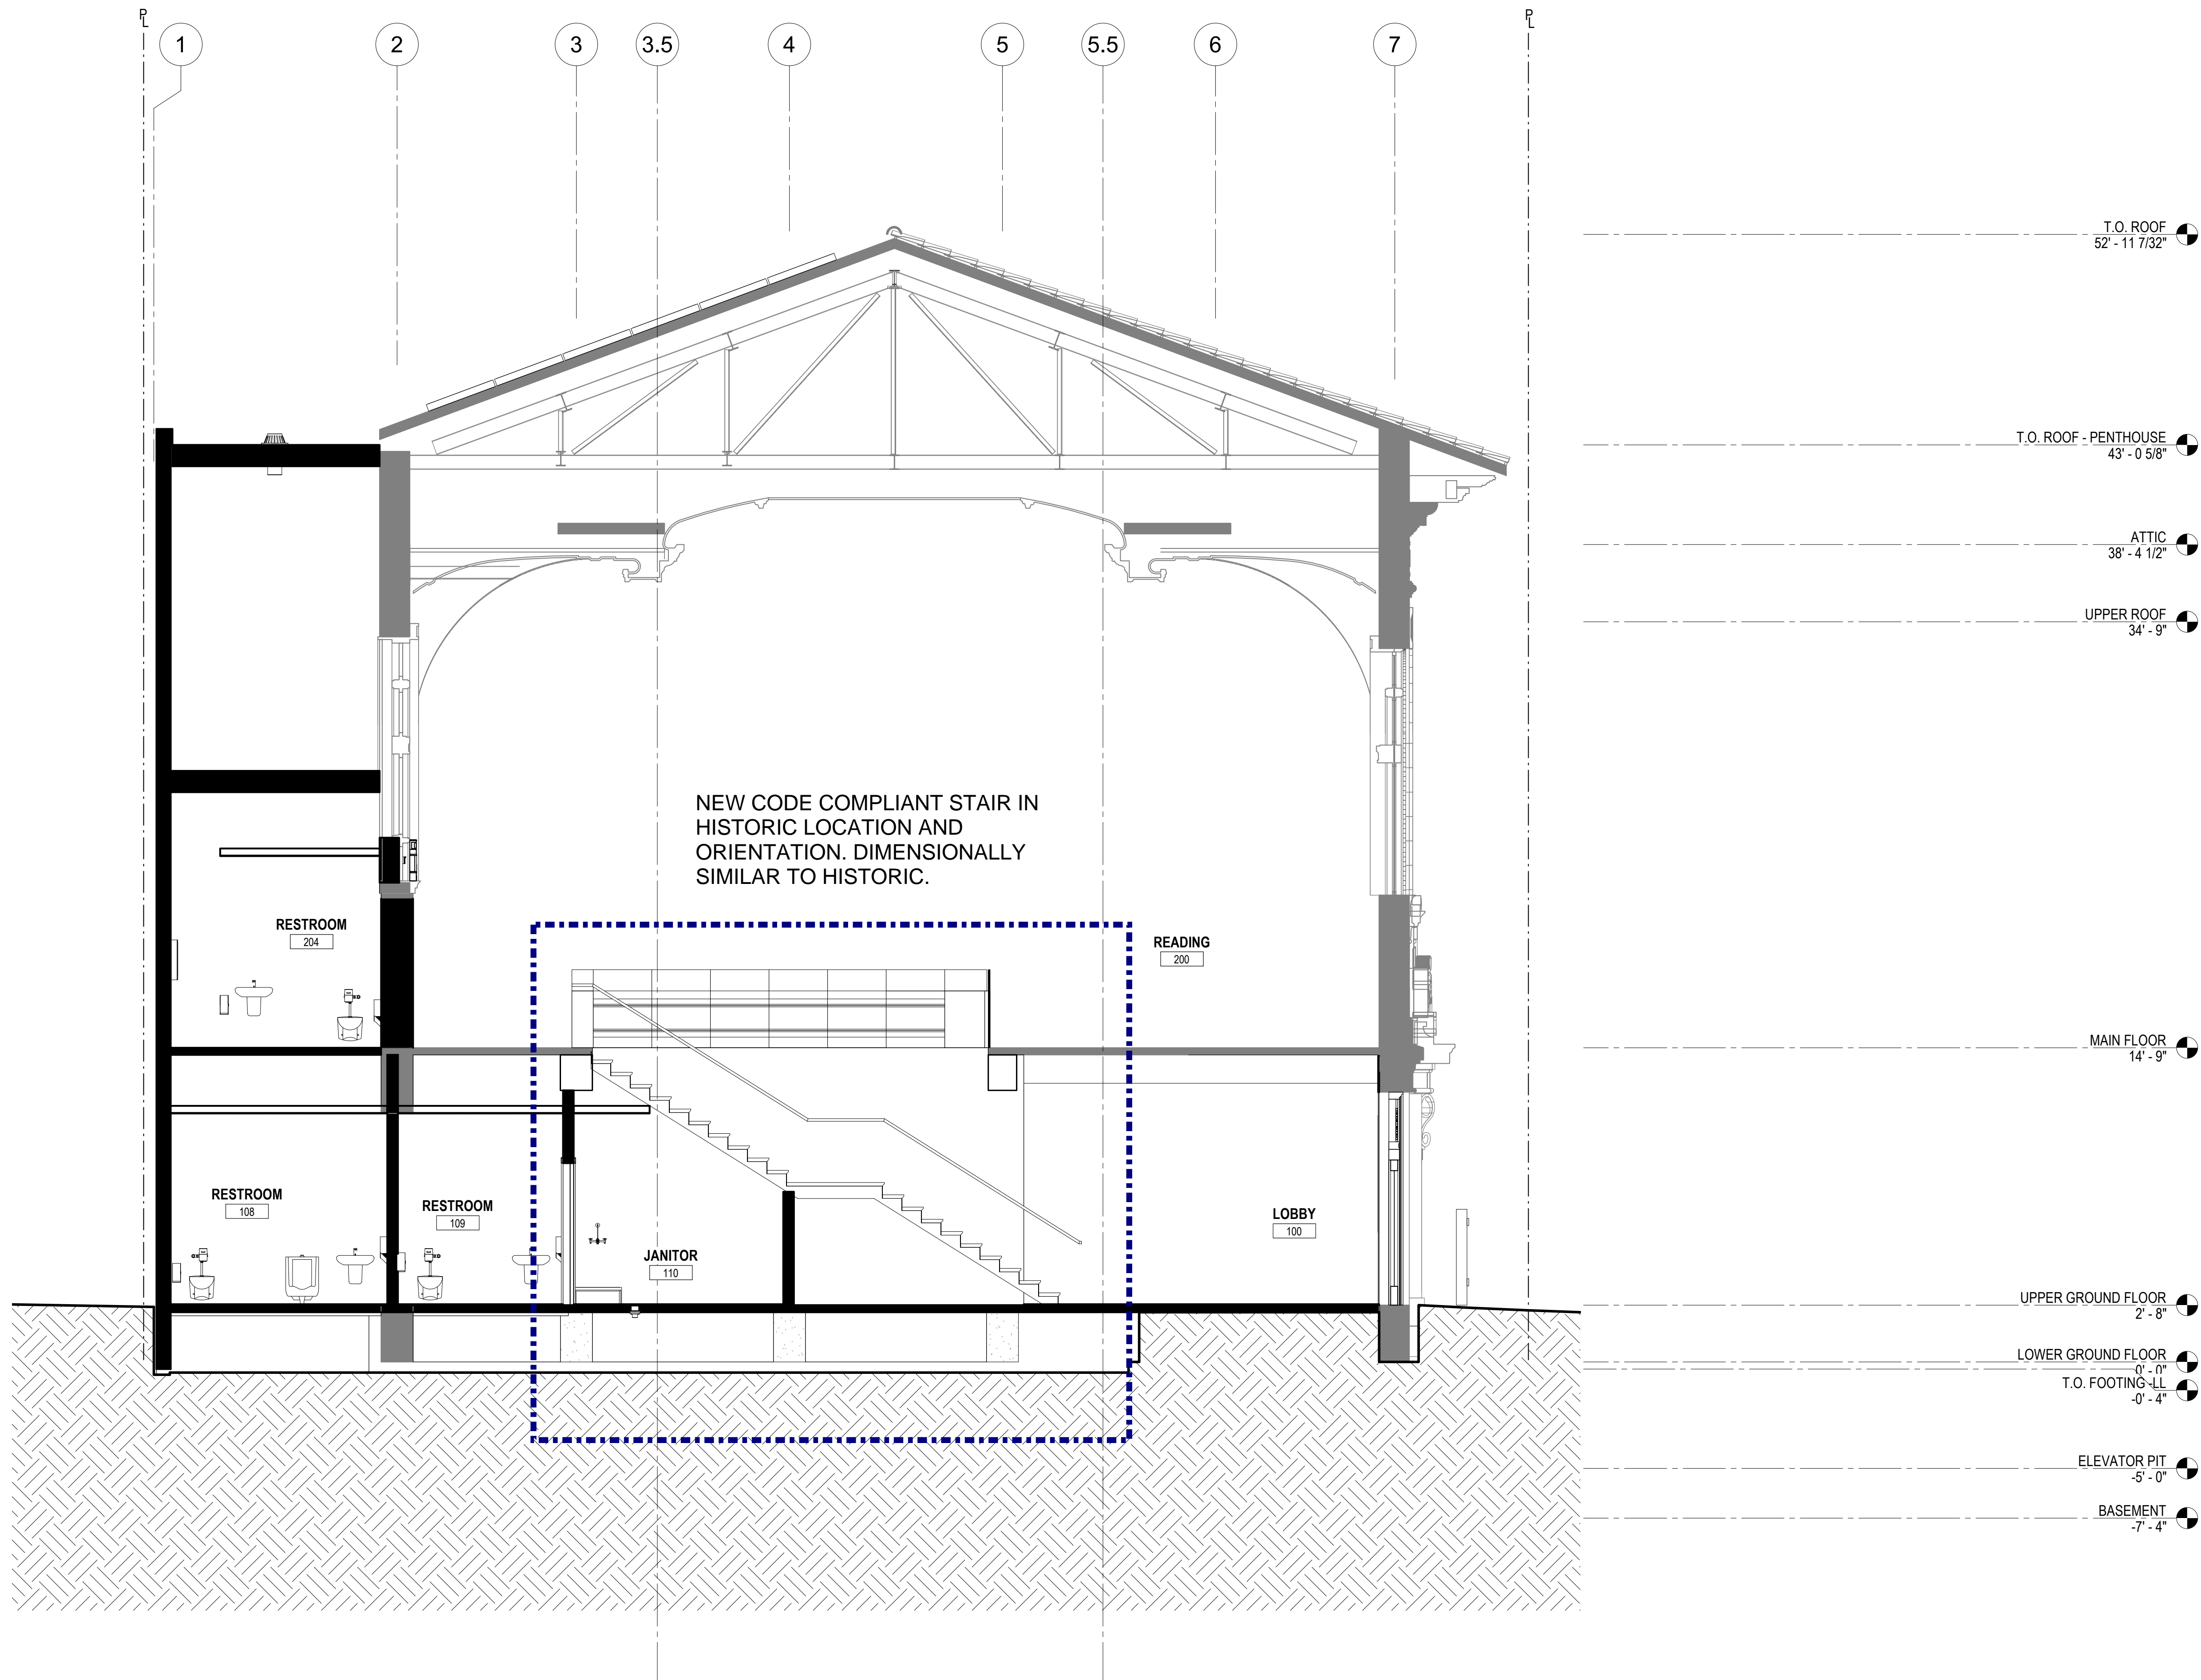 PL
PL
1
2
3
3.5
4
5
5.5
6
7
T.O. ROOF
52' - 11 7/32"
T.O. ROOF - PENTHOUSE
43' - 0 5/8"
ATTIC
38' - 4 1/2"
UPPER ROOF
34' - 9"
NEW CODE COMPLIANT STAIR IN
HISTORIC LOCATION AND
ORIENTATION. DIMENSIONALLY
SIMILAR TO HISTORIC.
RESTROOM
204
READING
200
MAIN FLOOR
14' - 9"
RESTROOM
108
RESTROOM
109
JANITOR
110
LOBBY
100
UPPER GROUND FLOOR
2' - 8"
LOWER GROUND FLOOR
0' - 0"
T.O. FOOTING -LL
-0' - 4"
ELEVATOR PIT
-5' - 0"
BASEMENT
-7' - 4"